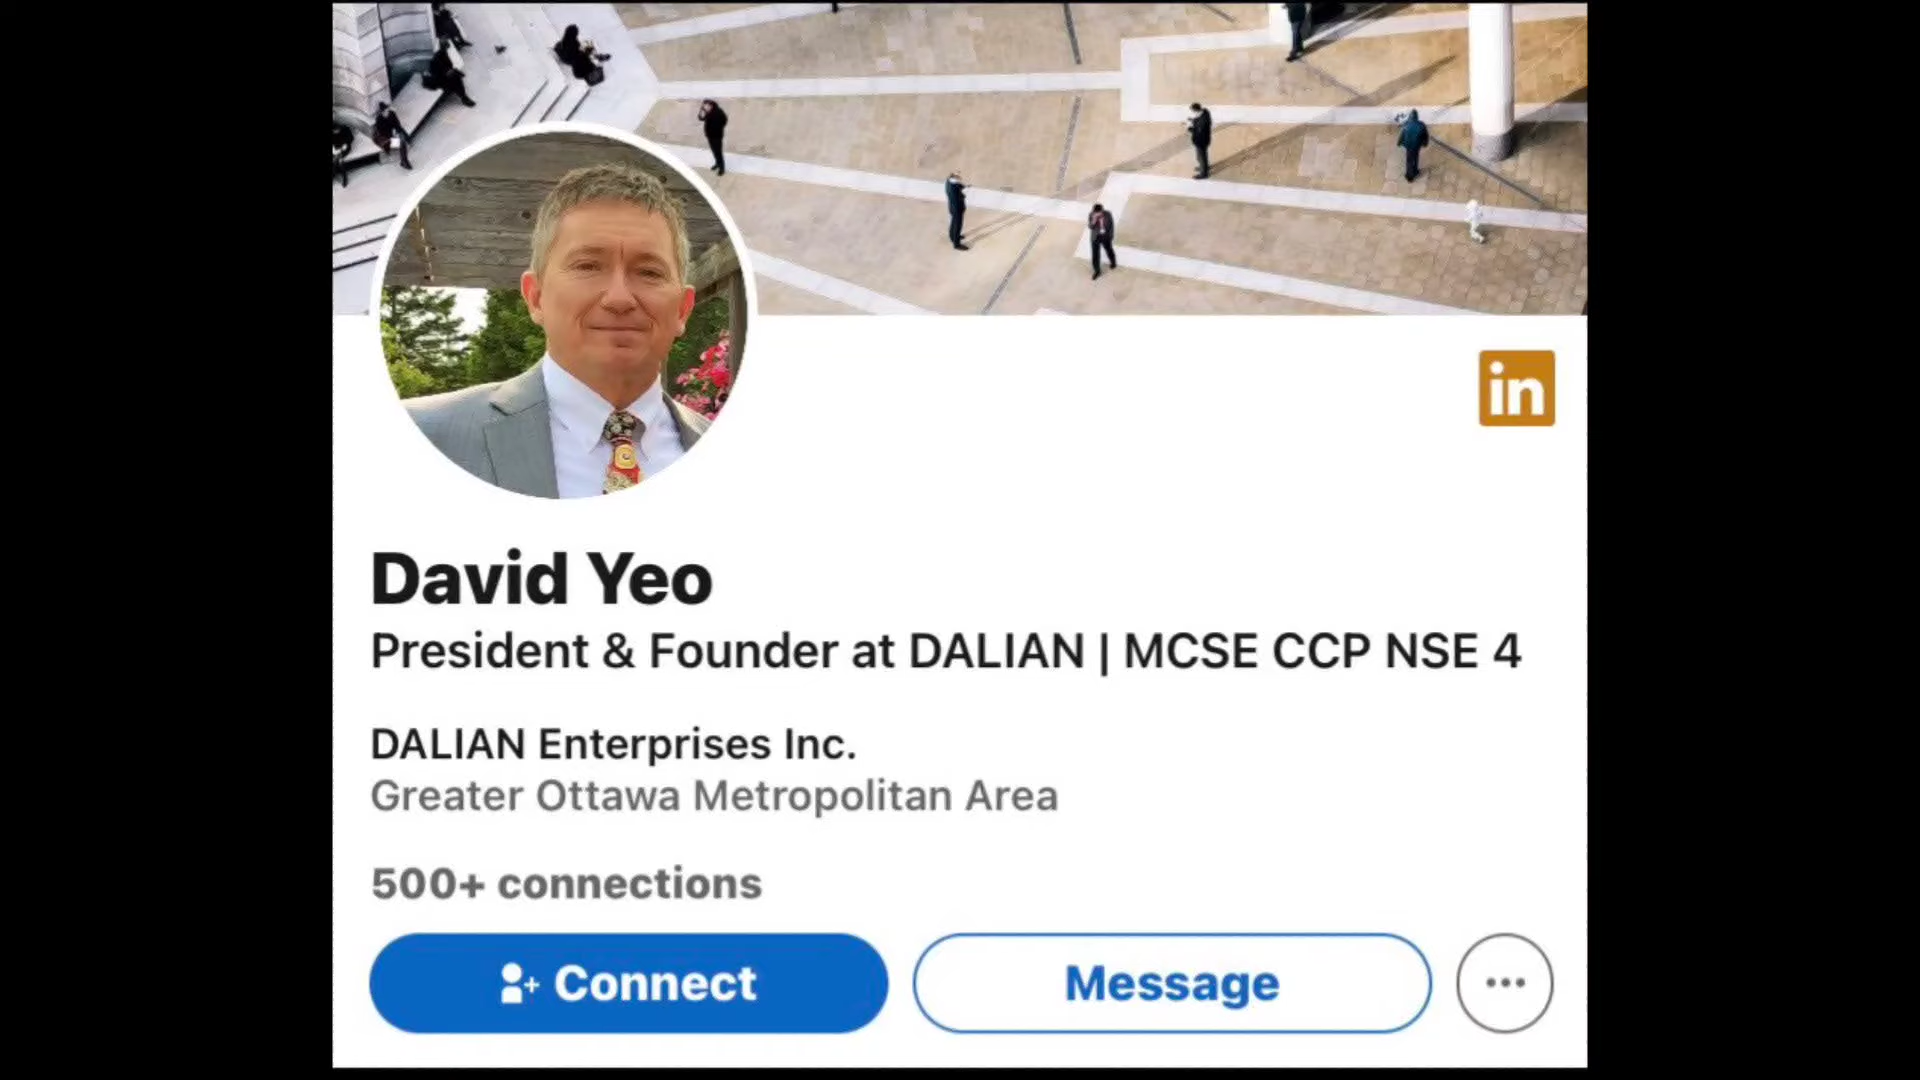 in
David Yeo
President & Founder at DALIAN | MCSE CCP NSE 4
DALIAN Enterprises Inc.
Greater Ottawa Metropolitan Area
500+ connections
Connect
Message